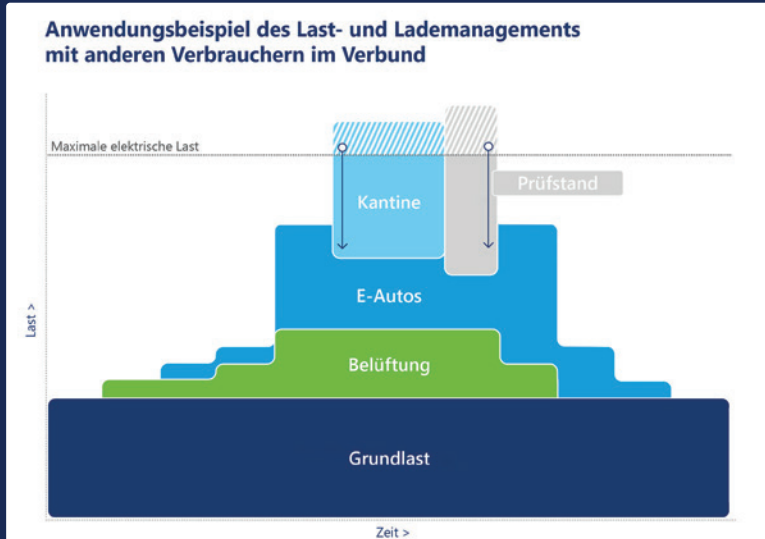 Anwendungsbeispiel des Last- und Lademanagements
mit anderen Verbrauchern im Verbund
Maximale elektrische Last
Prüfstand
Kantine
E-Autos
Belüftung
Grundlast
Last >
Zeit >